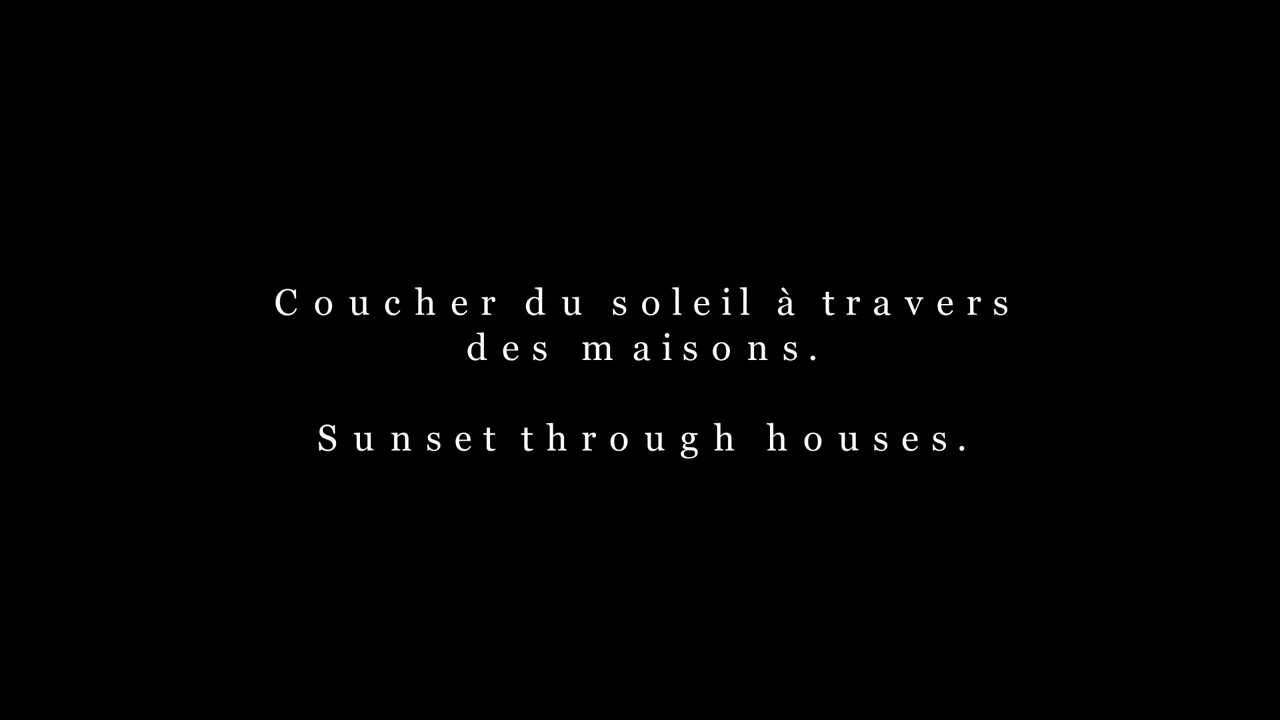 Coucher du soleil à travers
des maisons.
Sunset through houses.